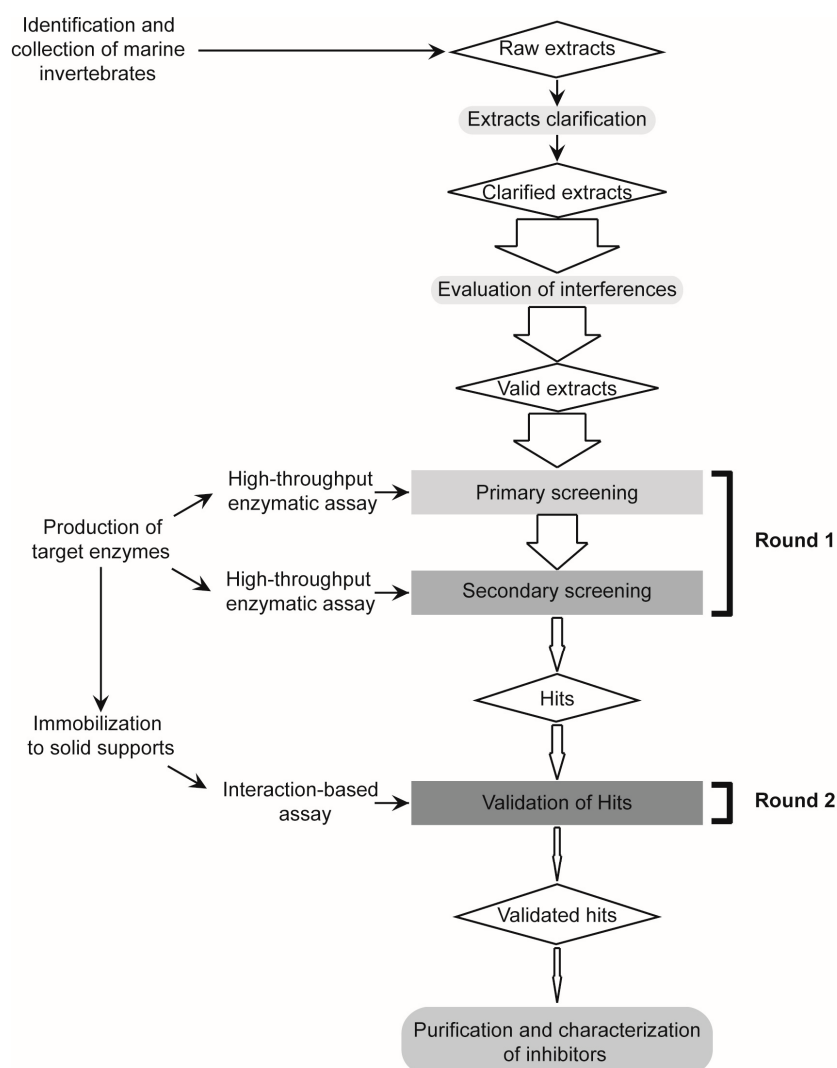 Identification and
collection of marine
invertebrates
Raw extracts
Extracts clarification
Clarified extracts
Evaluation of interferences
Valid extracts
High-throughput
enzymatic assay
Primary screening
Production of
target enzymes
Round 1
High-throughput
enzymatic assay
Secondary screening
Hits
Immobilization
to solid supports
Interaction-based
assay
Validation of Hits
Round 2
Validated hits
Purification and characterization
of inhibitors